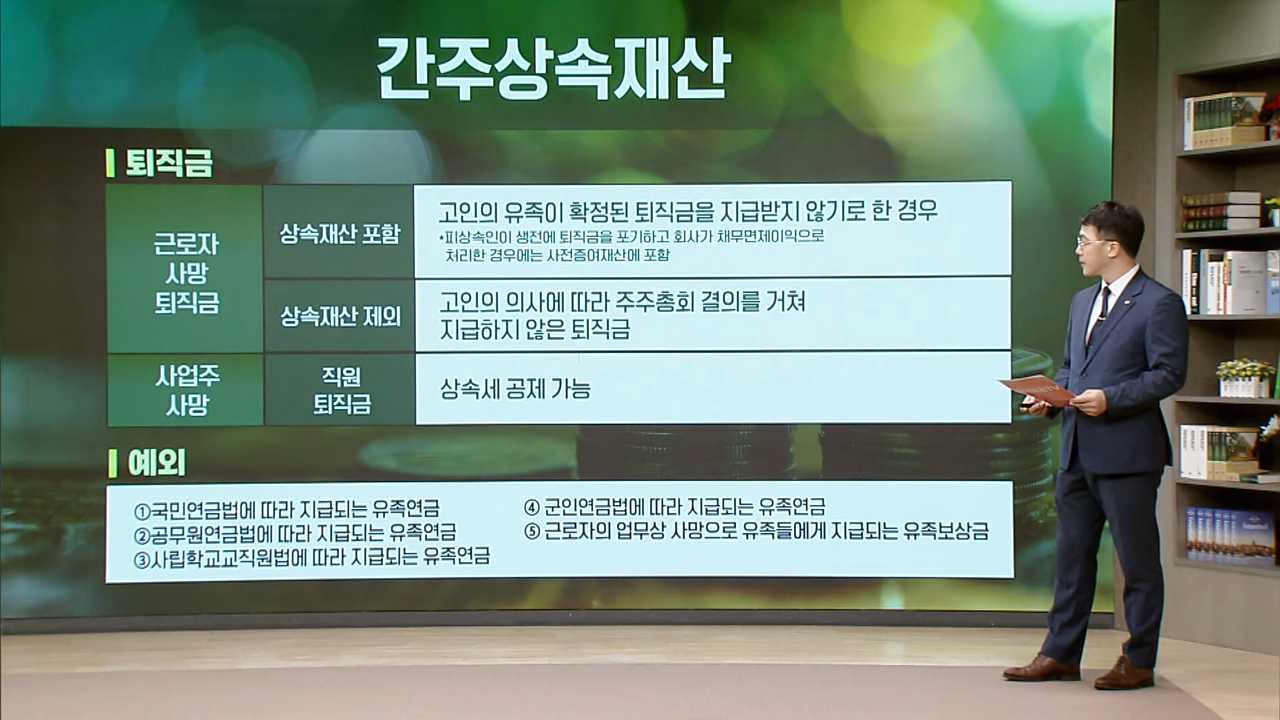 간주상속재산
퇴직금
근로자
사망
퇴직금
상속재산 포함
고인의 유족이 확정된 퇴직금을 지급받지 않기로 한 경우
*피상속인이 생전에 퇴직금을 포기하고 회사가 채무면제이익으로
처리한 경우에는 사전증여재산에 포함
상속재산 제외
고인의 의사에 따라 주주총회 결의를 거쳐
지급하지 않은 퇴직금
사업주
사망
직원
퇴직금
상속세 공제 가능
예외
①국민연금법에 따라 지급되는 유족연금
②공무원연금법에 따라 지급되는 유족연금
③사립학교교직원법에 따라 지급되는 유족연금
④ 군인연금법에 따라 지급되는 유족연금
⑤ 근로자의 업무상 사망으로 유족들에게 지급되는 유족보상금